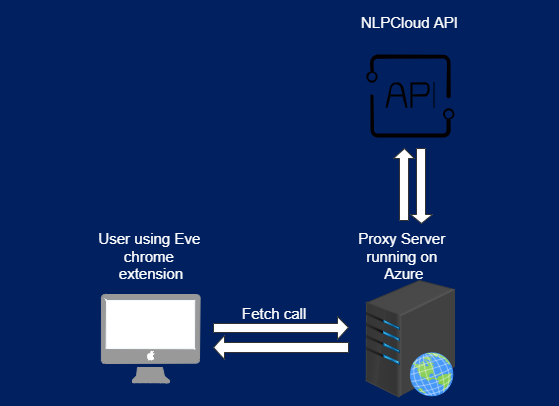 NLPCloud API
API
User using Eve
chrome
extension
Proxy Server
running on
Azure
Fetch call